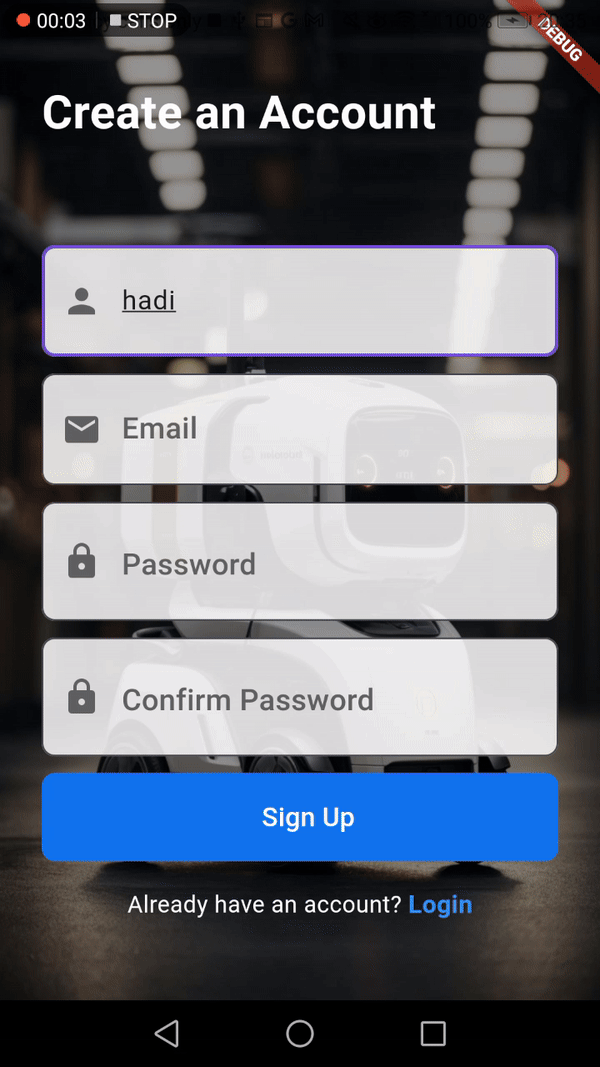 00:03 | STOP
100%
DEBUG
Create an Account
hadi
Email
Password
Confirm Password
Sign Up
Already have an account? Login